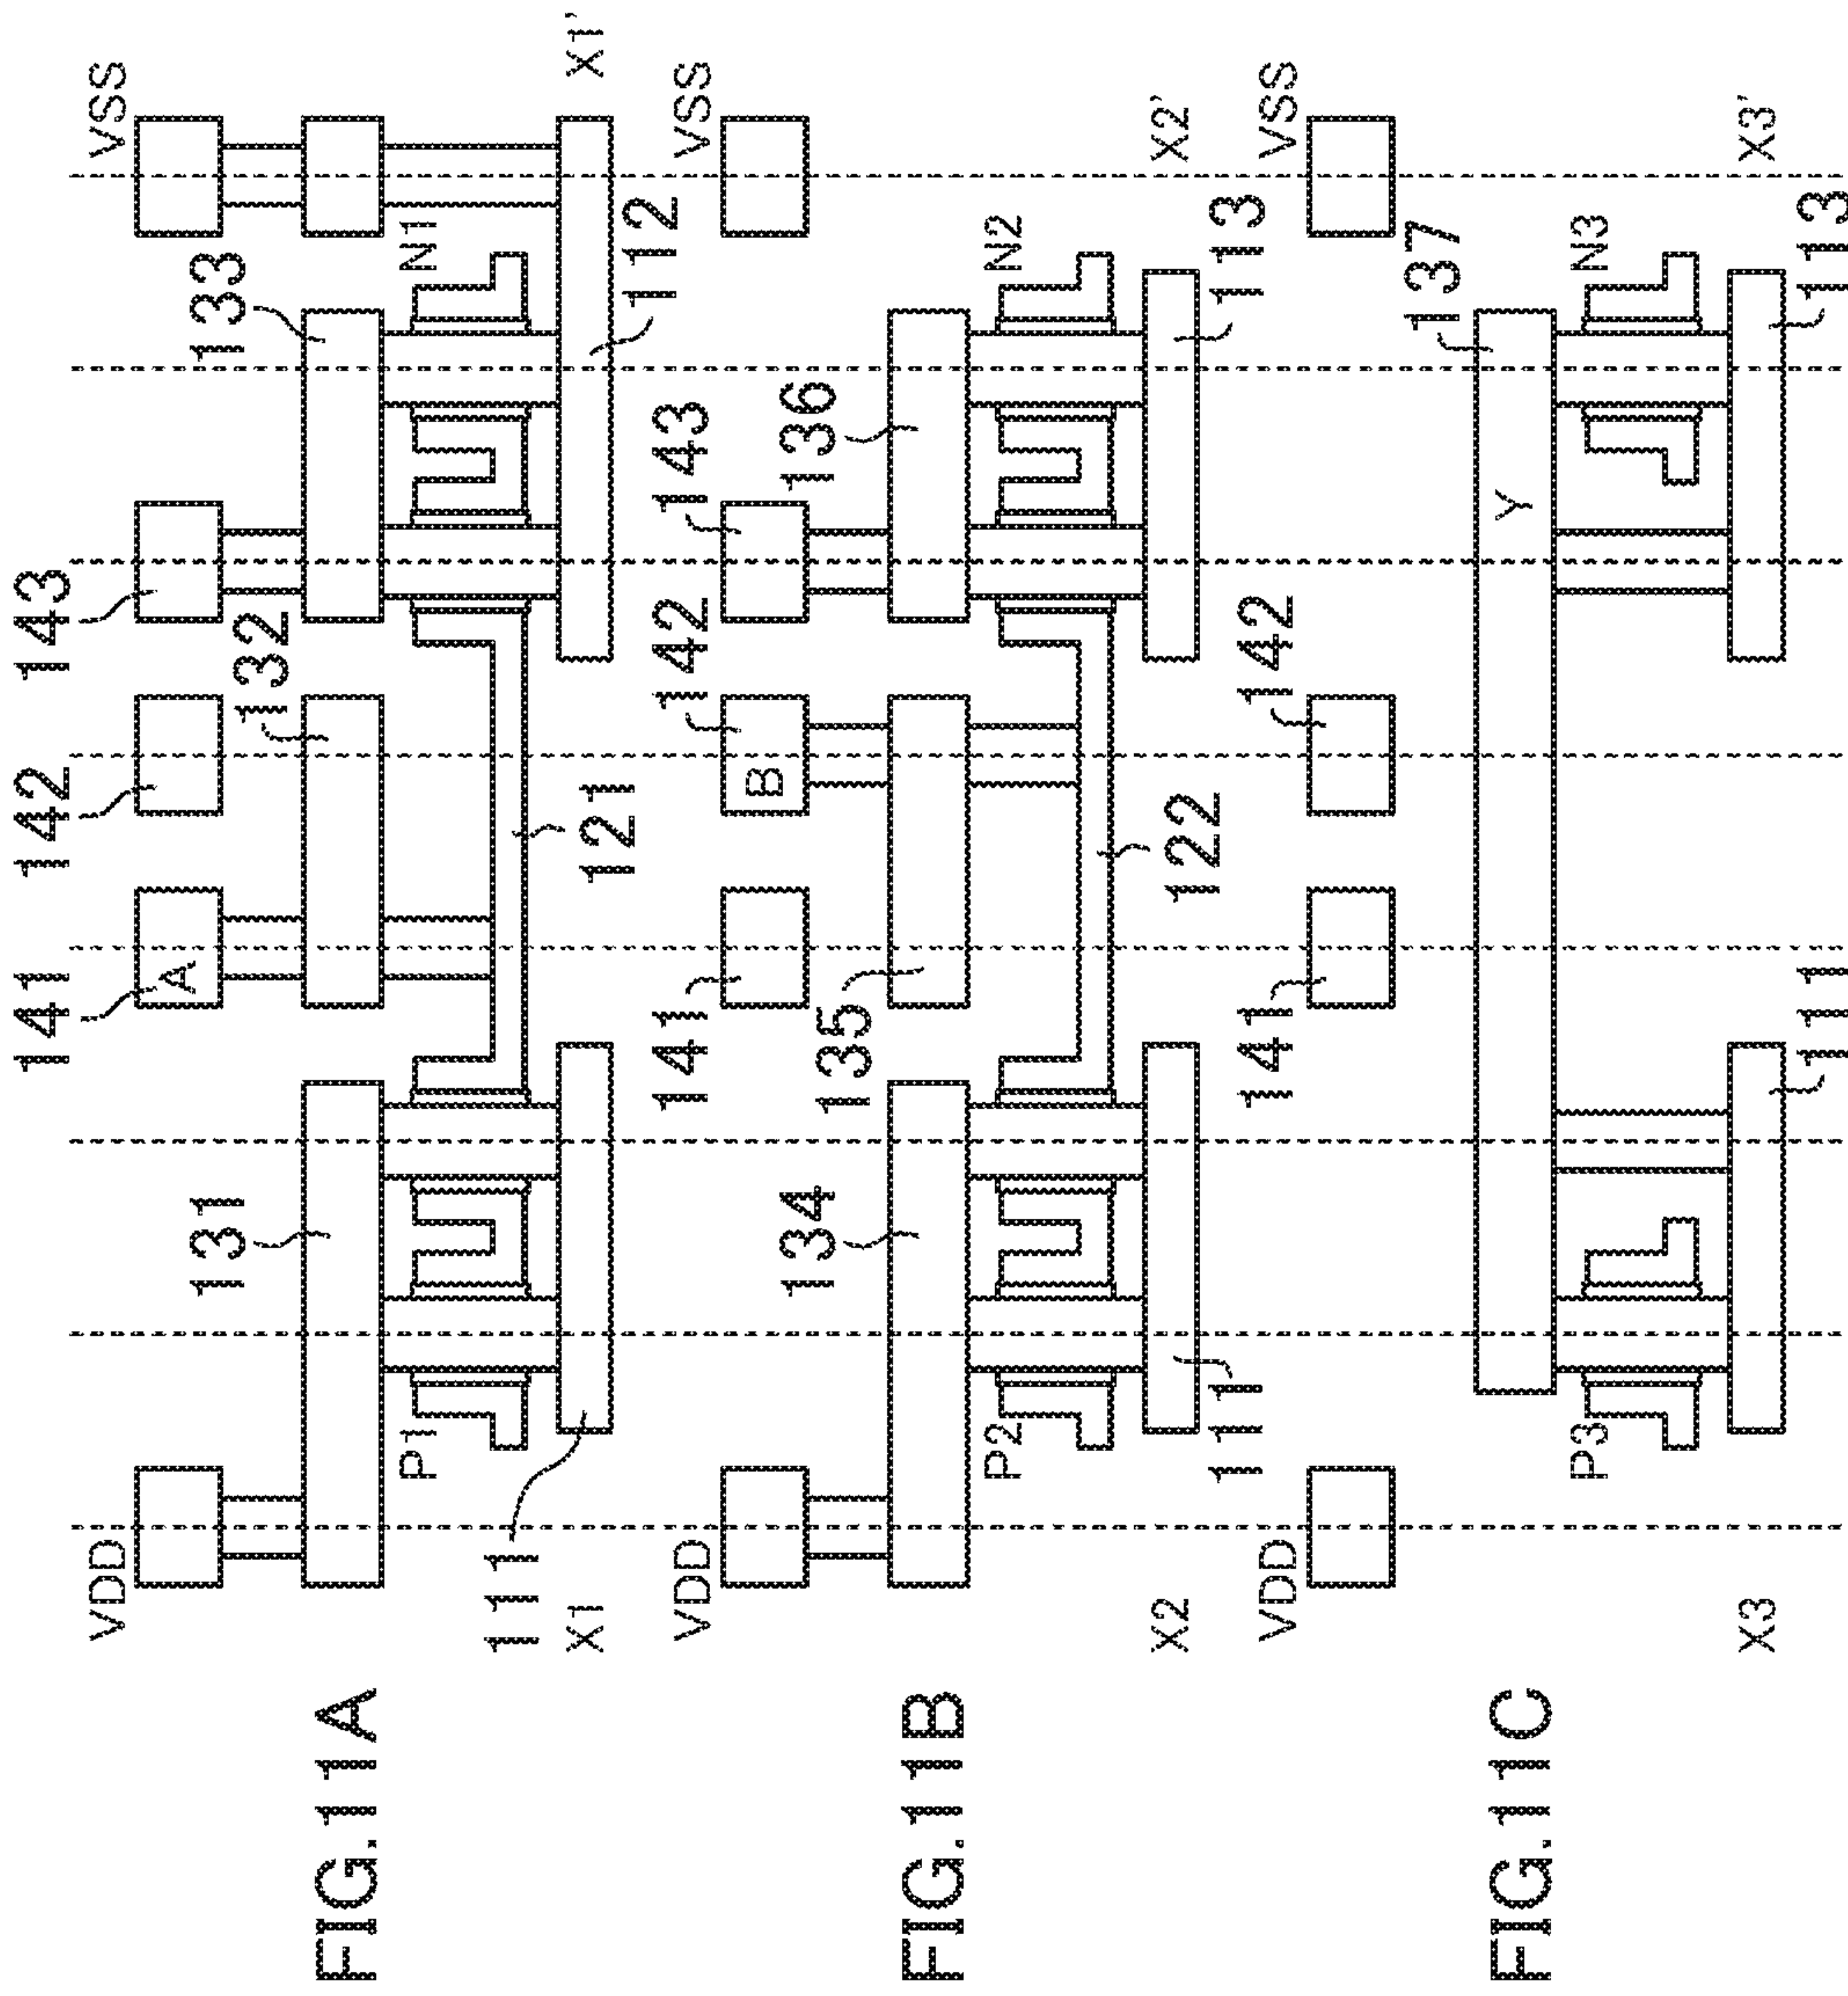 FIG.11A
141
142
143
VDD
VSS
A
131
132
133
P1
N1
111
121
112
X1
X1'
FIG.11B
141
142
143
VDD
VSS
B
134
135
136
P2
N2
111
122
113
X2
X2'
FIG.11C
141
142
VDD
VSS
137
Y
P3
N3
111
113
X3
X3'